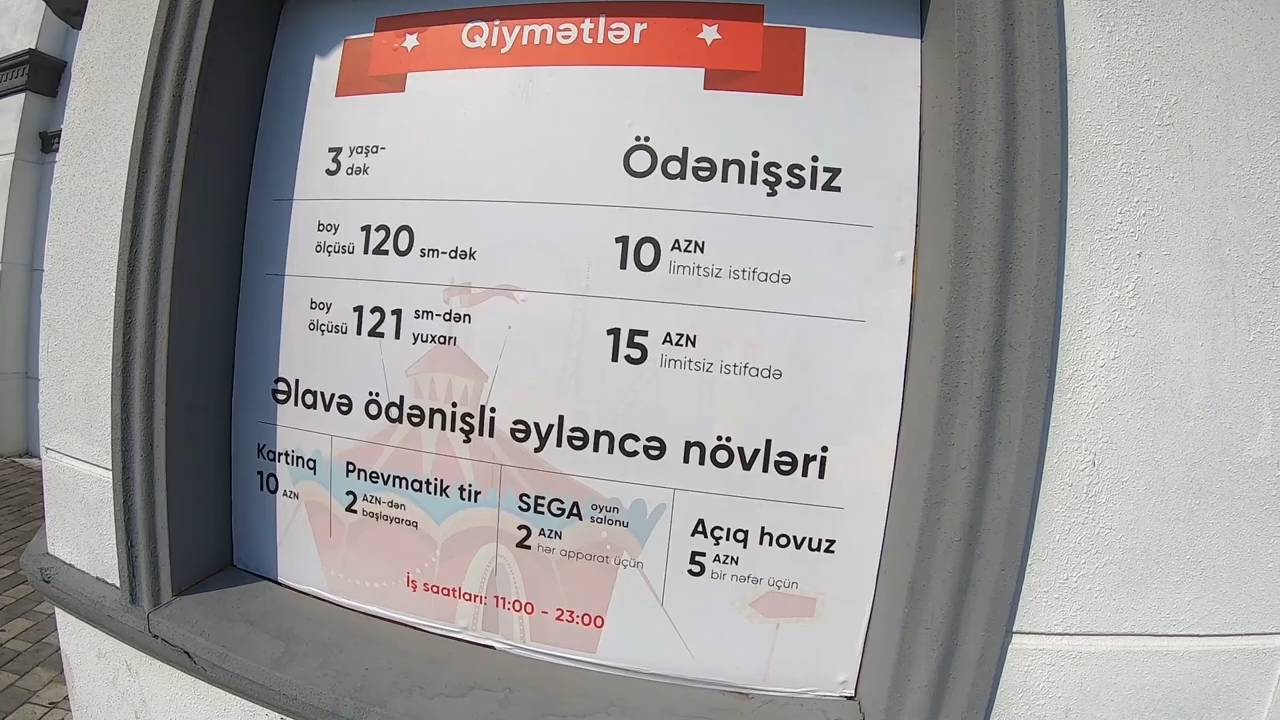 Qiymətlər
3 yaşa-
dək
Ödənişsiz
boy
ölçüsü 120 sm-dək
10 AZN
limitsiz istifadə
boy
ölçüsü 121 sm-dən
yuxarı
15 AZN
limitsiz istifadə
Əlavə ödənişli əyləncə növləri
Kartinq
10 AZN
Pnevmatik tir
2 AZN-dən
başlayaraq
SEGA oyun
salonu
2 AZN
hər apparat üçün
Açıq hovuz
5 AZN
bir nəfər üçün
İş saatları: 11:00 - 23:00